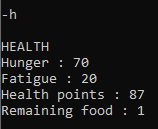 -h
HEALTH
Hunger : 70
Fatigue : 20
Health points : 87
Remaining food : 1